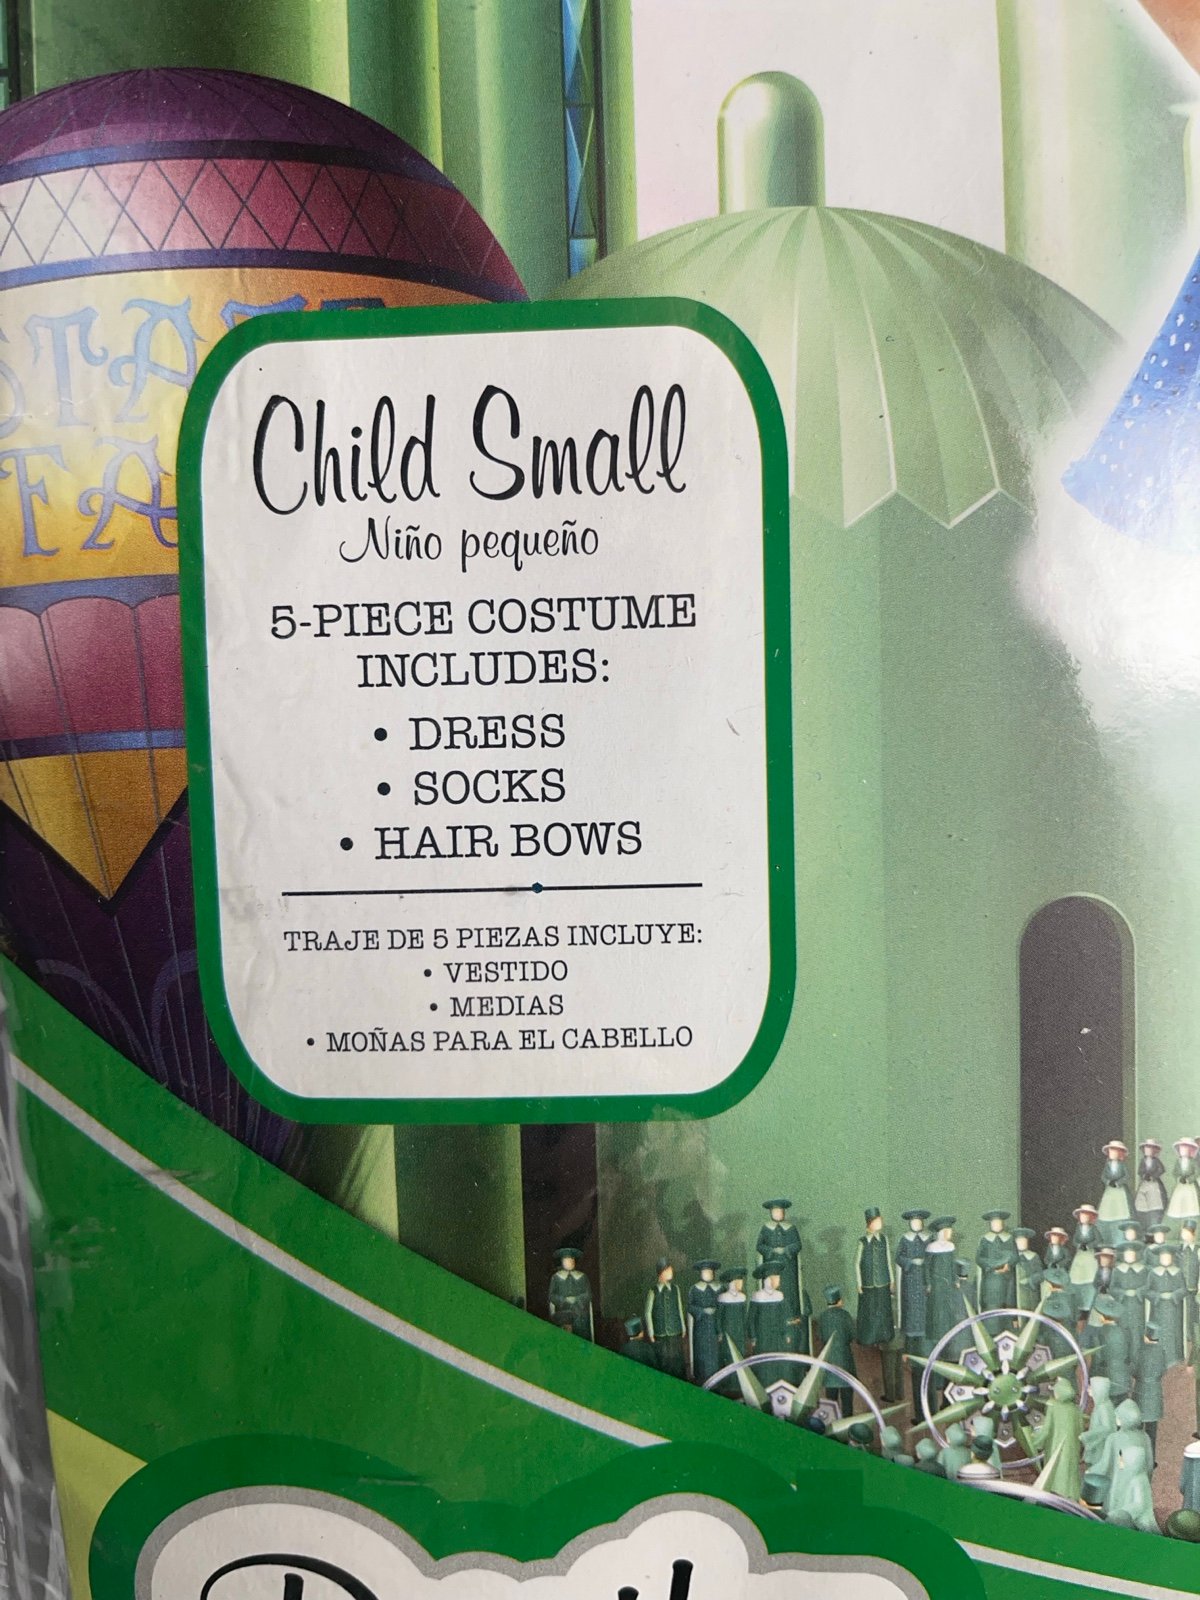 Child Small
Niño pequeño
5-PIECE COSTUME
INCLUDES:
• DRESS
• SOCKS
• HAIR BOWS
TRAJE DE 5 PIEZAS INCLUYE:
• VESTIDO
• MEDIAS
• MOÑAS PARA EL CABELLO